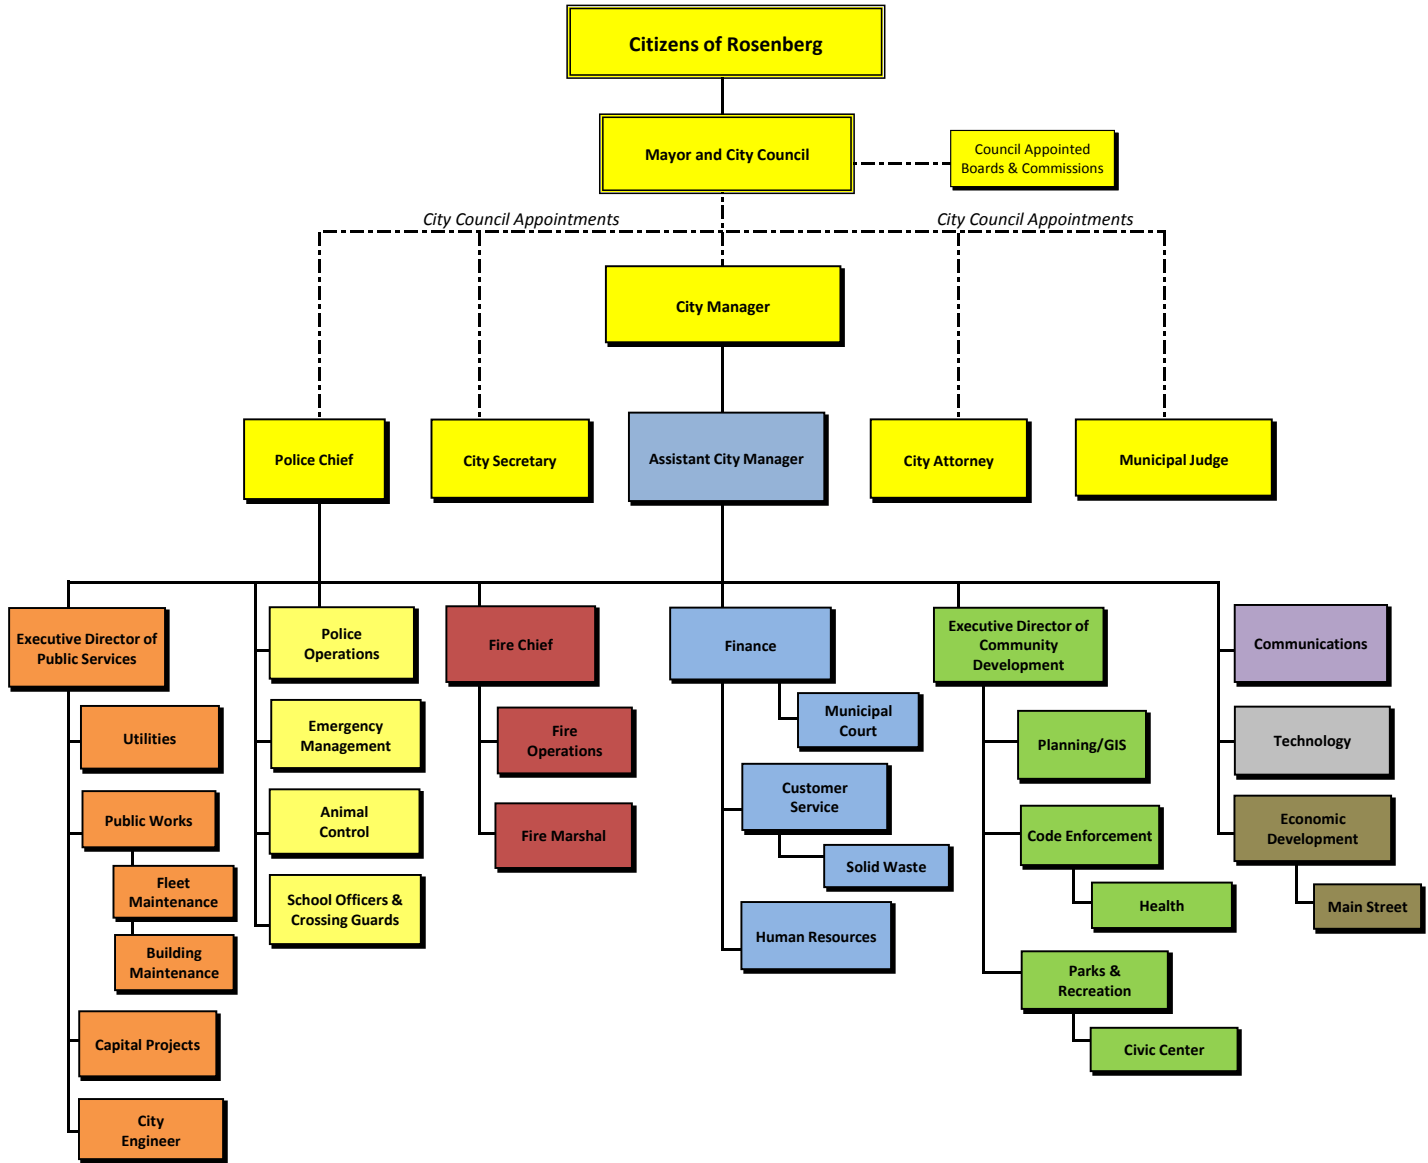 Citizens of Rosenberg
Mayor and City Council
Council Appointed
Boards & Commissions
City Council Appointments
City Council Appointments
City Manager
Police Chief
City Secretary
Assistant City Manager
City Attorney
Municipal Judge
Executive Director of
Public Services
Utilities
Public Works
Fleet
Maintenance
Building
Maintenance
Capital Projects
City
Engineer
Police
Operations
Emergency
Management
Animal
Control
School Officers &
Crossing Guards
Fire Chief
Fire
Operations
Fire Marshal
Finance
Municipal
Court
Customer
Service
Solid Waste
Human Resources
Executive Director of
Community
Development
Planning/GIS
Code Enforcement
Health
Parks &
Recreation
Civic Center
Communications
Technology
Economic
Development
Main Street